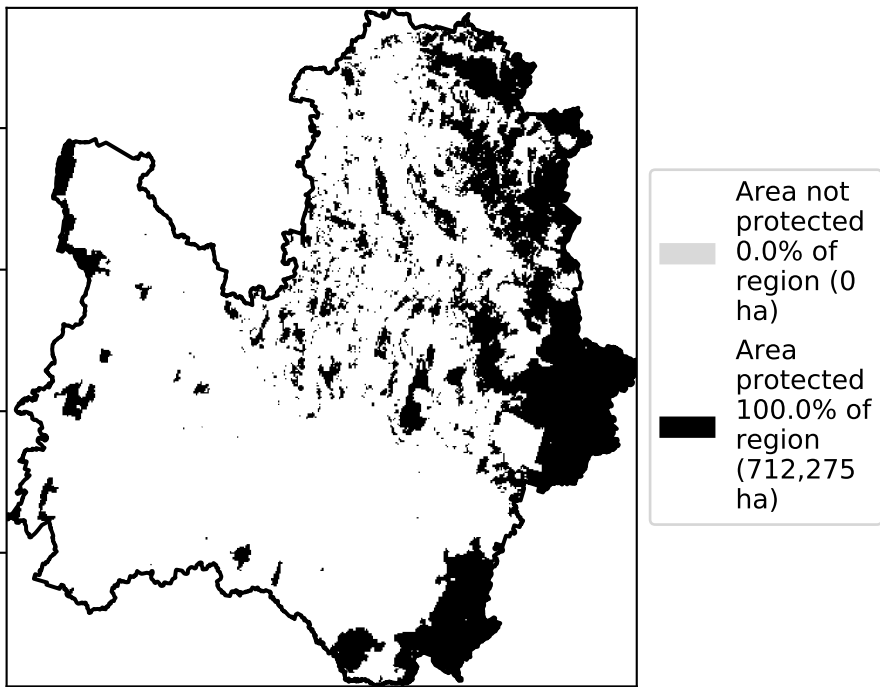 Area not
protected
0.0% of
region (0
ha)
Area
protected
100.0% of
region
(712,275
ha)